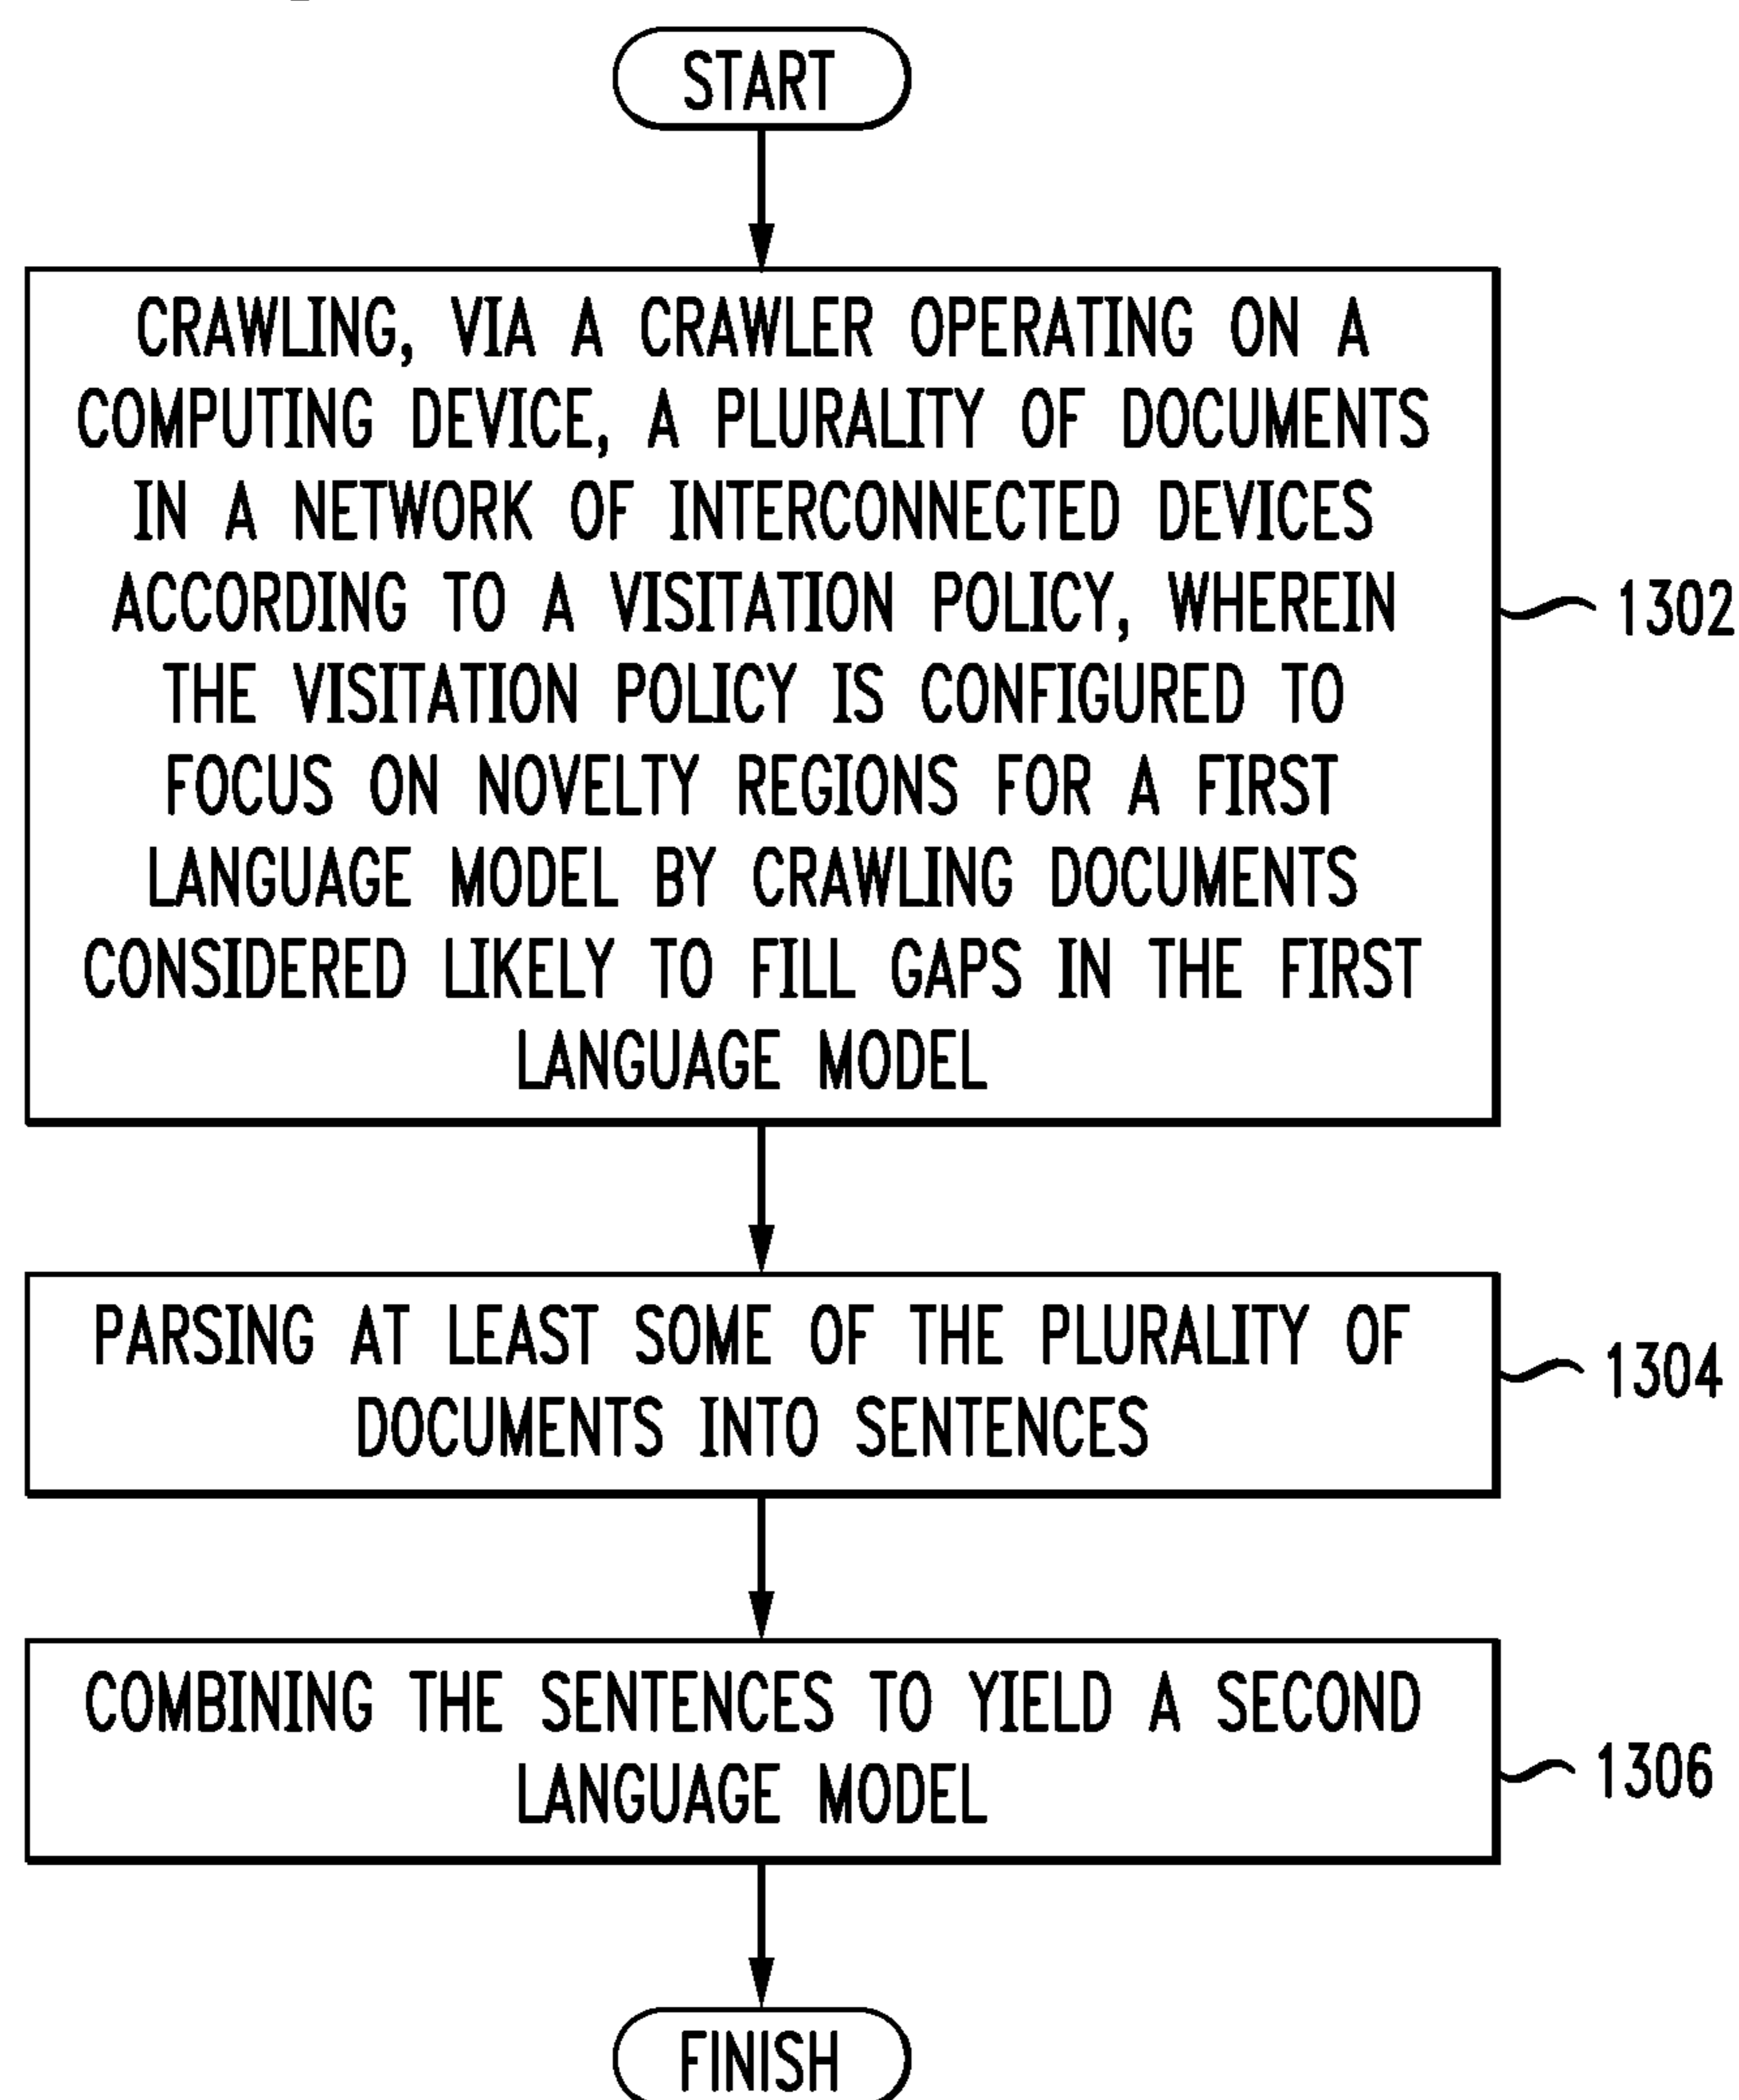 START
CRAWLING, VIA A CRAWLER OPERATING ON A
COMPUTING DEVICE, A PLURALITY OF DOCUMENTS
IN A NETWORK OF INTERCONNECTED DEVICES
ACCORDING TO A VISITATION POLICY, WHEREIN
THE VISITATION POLICY IS CONFIGURED TO
FOCUS ON NOVELTY REGIONS FOR A FIRST
LANGUAGE MODEL BY CRAWLING DOCUMENTS
CONSIDERED LIKELY TO FILL GAPS IN THE FIRST
LANGUAGE MODEL
1302
PARSING AT LEAST SOME OF THE PLURALITY OF
DOCUMENTS INTO SENTENCES
1304
COMBINING THE SENTENCES TO YIELD A SECOND
LANGUAGE MODEL
1306
FINISH